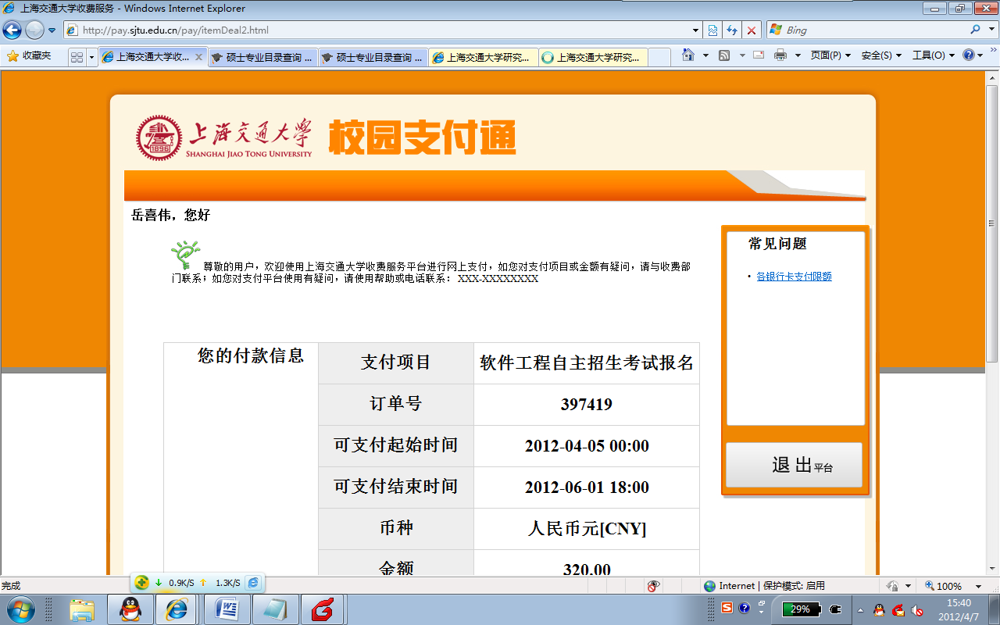 上海交通大学收费服务 - Windows Internet Explorer
http://pay.sjtu.edu.cn/pay/itemDeal2.html
Bing
收藏夹
上海交通大学收...
硕士专业目录查询 ...
硕士专业目录查询 ...
上海交通大学研究...
上海交通大学研究...
页面(P)
安全(S)
工具(O)
1896
上海交通大学
SHANGHAI JIAO TONG UNIVERSITY
校园支付通
岳喜伟，您好
尊敬的用户，欢迎使用上海交通大学收费服务平台进行网上支付，如您对支付项目或金额有疑问，请与收费部
门联系；如您对支付平台使用有疑问，请使用帮助或电话联系： XXX-XXXXXXXX
常见问题
• 各银行卡支付限额
退 出平台
您的付款信息
支付项目 软件工程自主招生考试报名
订单号 397419
可支付起始时间 2012-04-05 00:00
可支付结束时间 2012-06-01 18:00
币种 人民币元[CNY]
金额 320.00
完成
0.9K/S
1.3K/S
Internet | 保护模式: 启用
100%
29%
15:40
2012/4/7